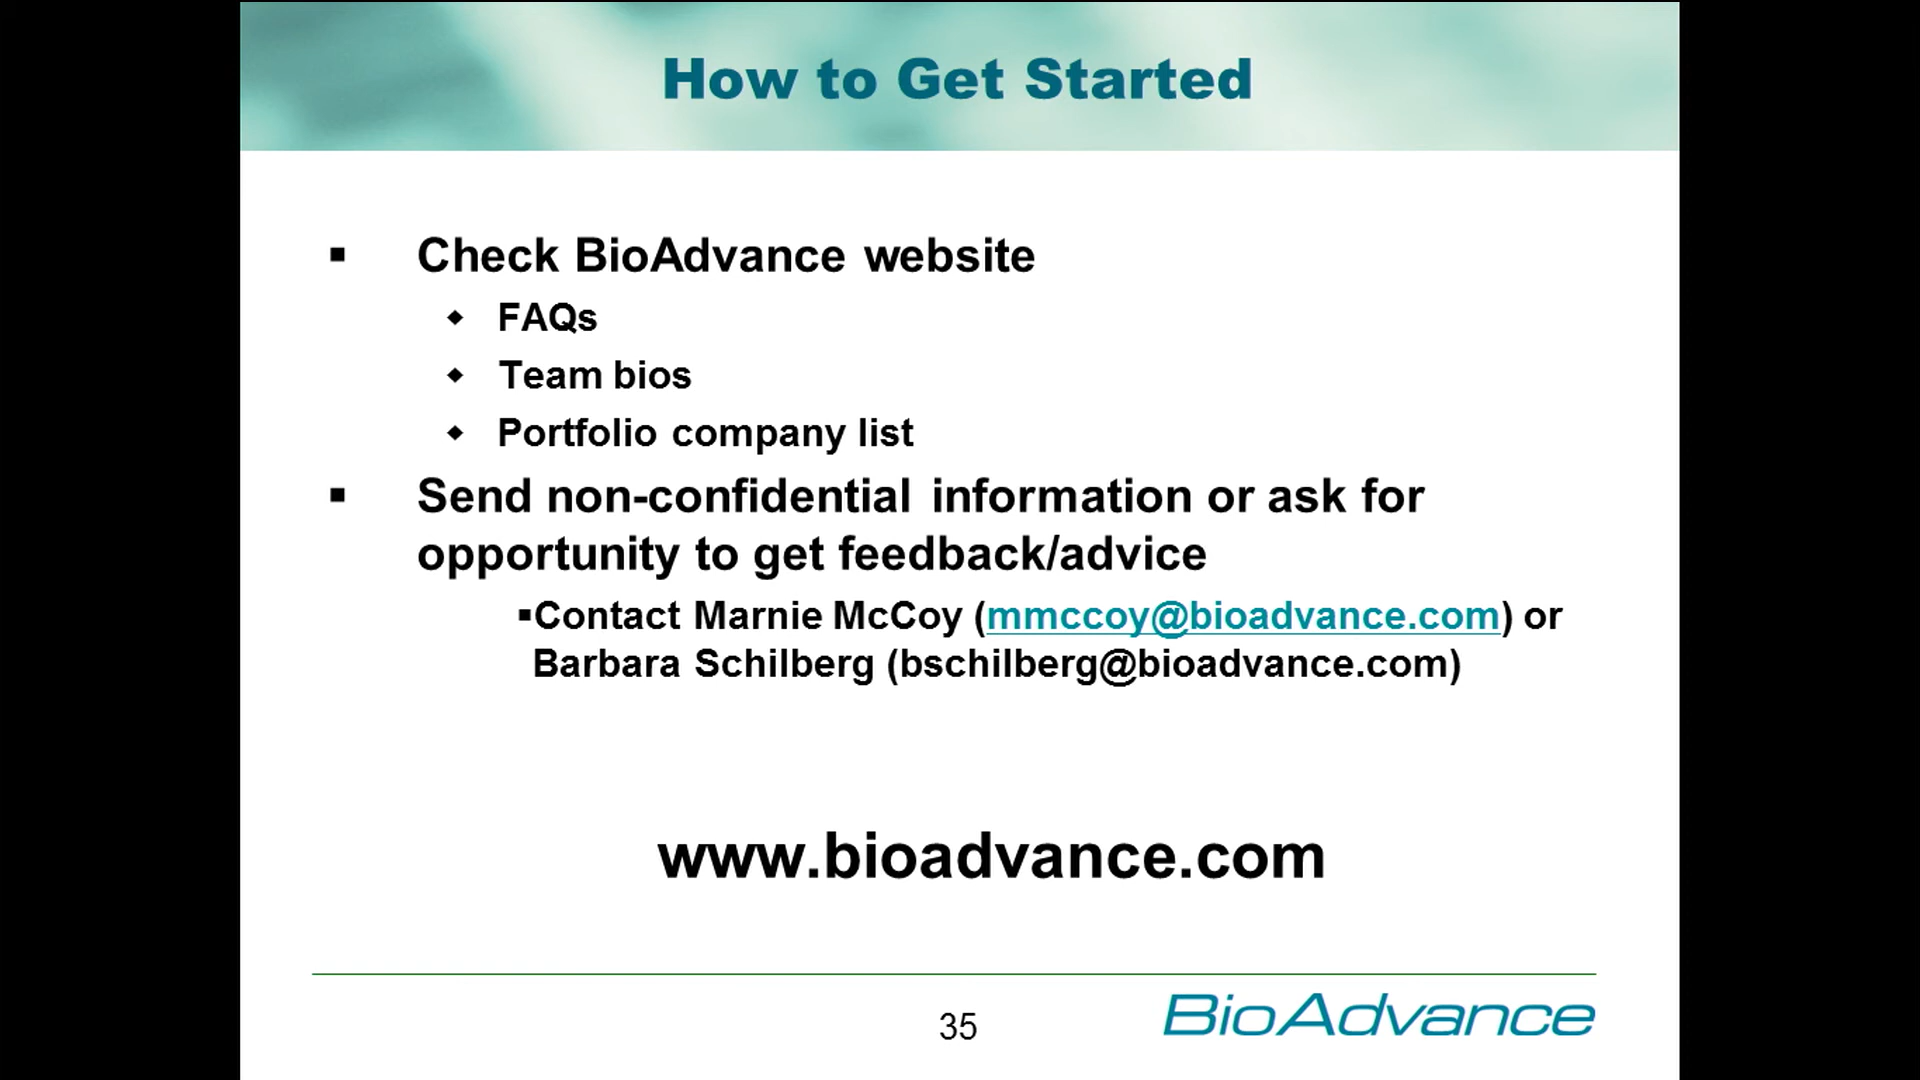 How to Get Started
▪ Check BioAdvance website
◆ FAQs
◆ Team bios
◆ Portfolio company list
▪ Send non-confidential information or ask for
opportunity to get feedback/advice
▪Contact Marnie McCoy (mmccoy@bioadvance.com) or
Barbara Schilberg (bschilberg@bioadvance.com)
www.bioadvance.com
35
BioAdvance